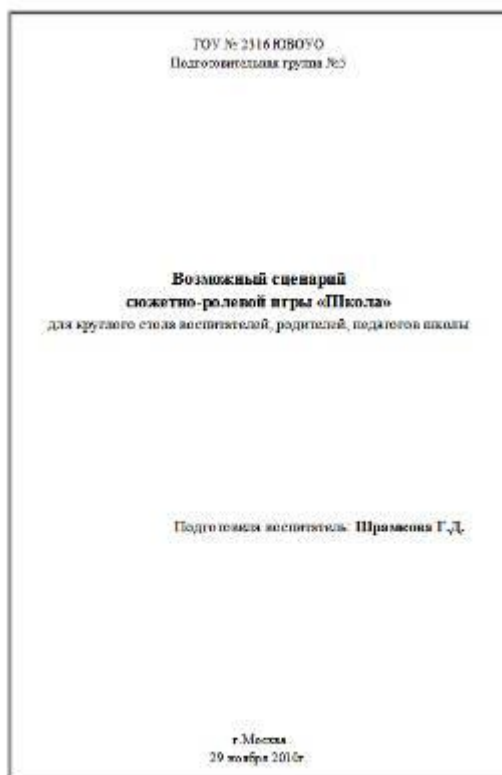 ГОУ № 2316 ЮВОУО
Подготовительная группа №5
Возможный сценарий
сюжетно-ролевой игры «Школа»
для круглого стола воспитателей, родителей, педагогов школы
Подготовила воспитатель: Шрамкова Г.Д.
г.Москва
29 ноября 2010г.